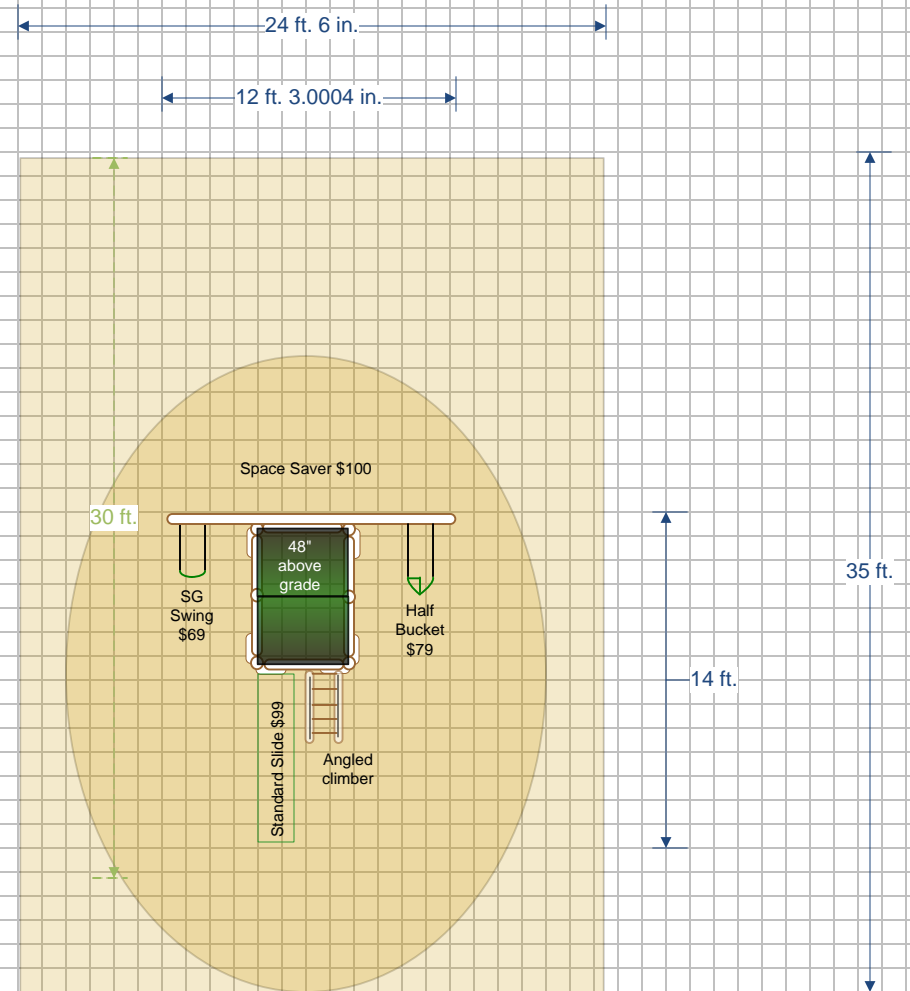 24 ft. 6 in.
12 ft. 3.0004 in.
Space Saver $100
30 ft.
48"
above
grade
SG
Swing
$69
Half
Bucket
$79
35 ft.
14 ft.
Standard Slide $99
Angled
climber